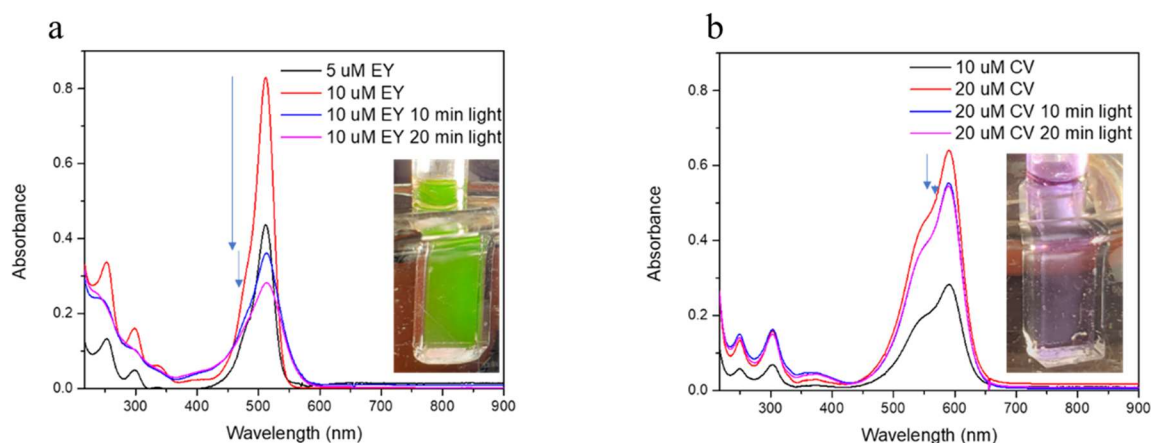 a
5 uM EY
10 uM EY
10 uM EY 10 min light
10 uM EY 20 min light
Absorbance
0.8
0.6
0.4
0.2
0.0
300 400 500 600 700 800 900
Wavelength (nm)
b
10 uM CV
20 uM CV
20 uM CV 10 min light
20 uM CV 20 min light
Absorbance
0.8
0.6
0.4
0.2
0.0
300 400 500 600 700 800 900
Wavelength (nm)